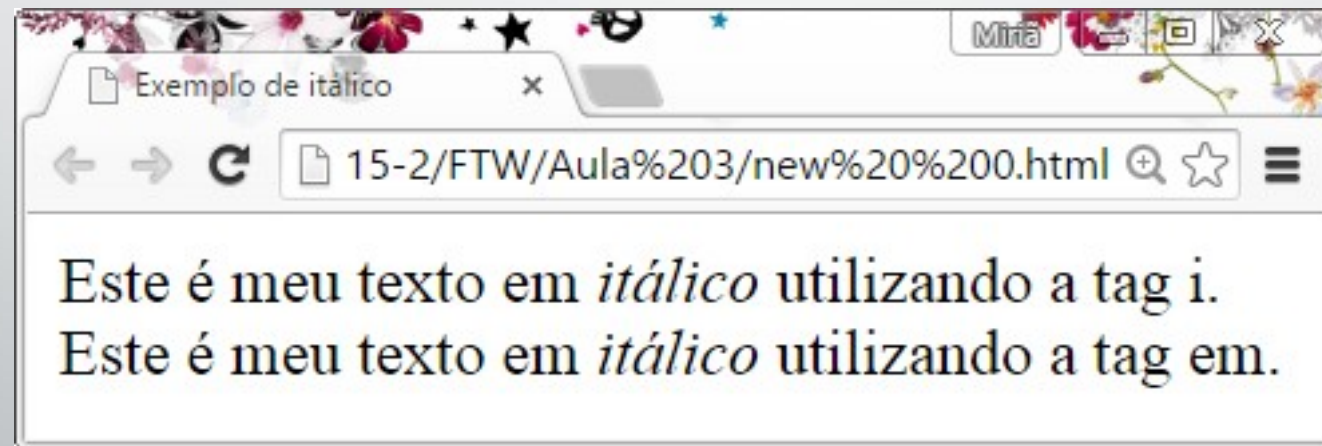 Miriã
Exemplo de itálico
15-2/FTW/Aula%203/new%20%200.html
Este é meu texto em itálico utilizando a tag i.
Este é meu texto em itálico utilizando a tag em.